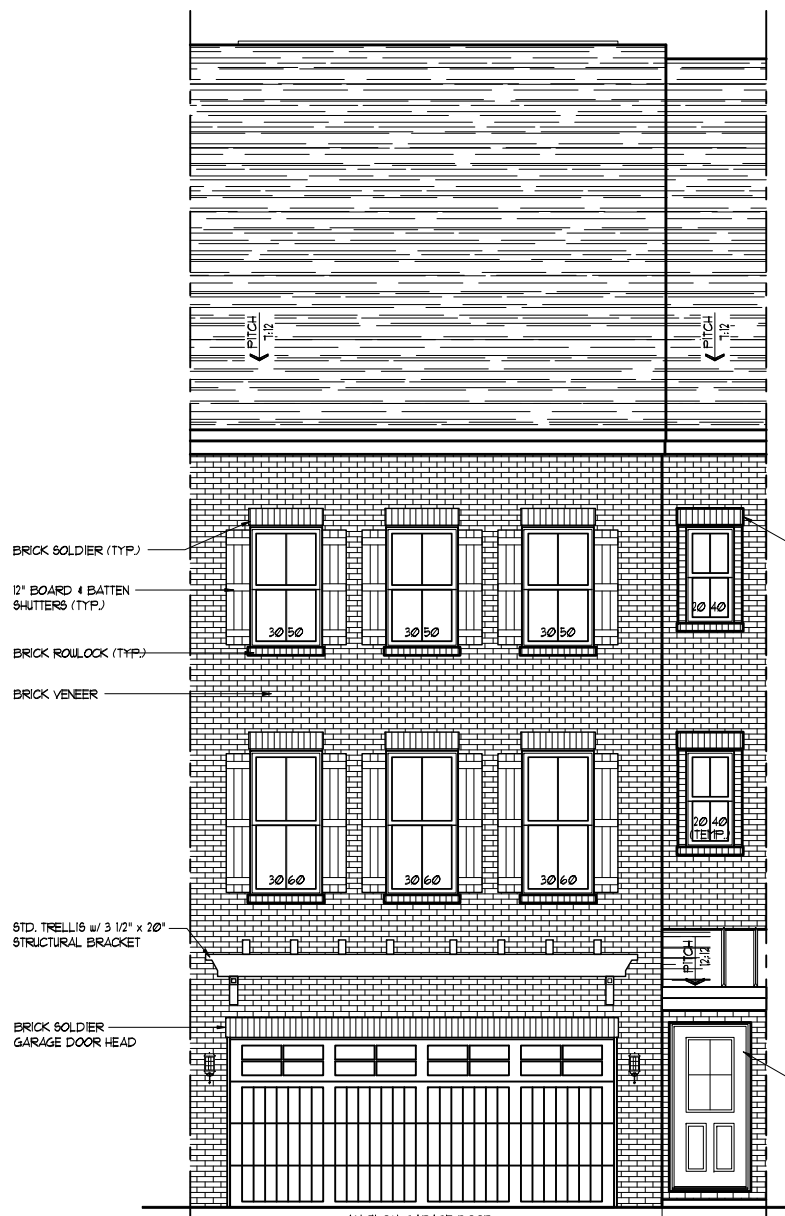 PITCH
7:12
PITCH
7:12
BRICK SOLDIER (TYP.)
12" BOARD & BATTEN
SHUTTERS (TYP.)
30 50
30 50
30 50
20 40
BRICK ROWLOCK (TYP.)
BRICK VENEER
20 40
(TEMP.)
30 60
30 60
30 60
STD. TRELLIS w/ 3 1/2" x 20"
STRUCTURAL BRACKET
PITCH
12:12
BRICK SOLDIER
GARAGE DOOR HEAD